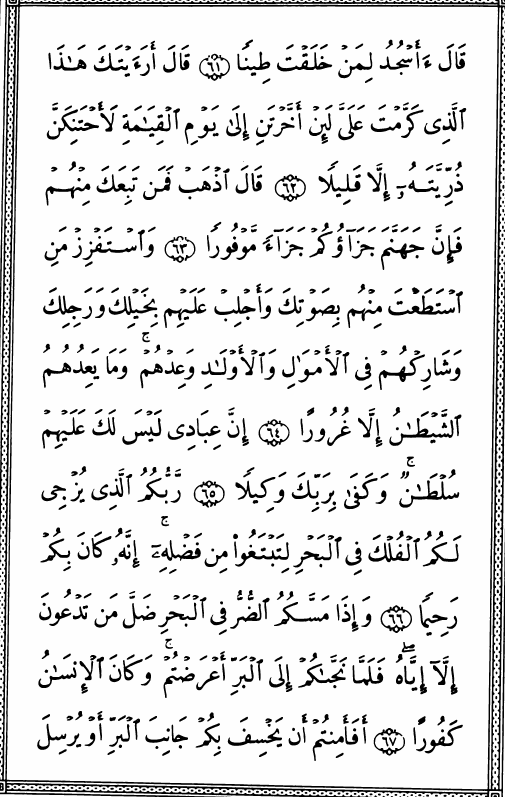 قَالَ ءَأَسْجُدُ لِمَنْ خَلَقْتَ طِينًا ٦١ قَالَ أَرَءَيْتَكَ هَـٰذَا
ٱلَّذِى كَرَّمْتَ عَلَىَّ لَئِنْ أَخَّرْتَنِ إِلَىٰ يَوْمِ ٱلْقِيَـٰمَةِ لَأَحْتَنِكَنَّ
ذُرِّيَّتَهُۥٓ إِلَّا قَلِيلًا ٦٢ قَالَ ٱذْهَبْ فَمَن تَبِعَكَ مِنْهُمْ
فَإِنَّ جَهَنَّمَ جَزَآؤُكُمْ جَزَآءً مَّوْفُورًا ٦٣ وَٱسْتَفْزِزْ مَنِ
ٱسْتَطَعْتَ مِنْهُم بِصَوْتِكَ وَأَجْلِبْ عَلَيْهِم بِخَيْلِكَ وَرَجِلِكَ
وَشَارِكْهُمْ فِى ٱلْأَمْوَٰلِ وَٱلْأَوْلَـٰدِ وَعِدْهُمْ ۚ وَمَا يَعِدُهُمُ
ٱلشَّيْطَـٰنُ إِلَّا غُرُورًا ٦٤ إِنَّ عِبَادِى لَيْسَ لَكَ عَلَيْهِمْ
سُلْطَـٰنٌ ۚ وَكَفَىٰ بِرَبِّكَ وَكِيلًا ٦٥ رَّبُّكُمُ ٱلَّذِى يُزْجِى
لَكُمُ ٱلْفُلْكَ فِى ٱلْبَحْرِ لِتَبْتَغُوا۟ مِن فَضْلِهِۦٓ ۚ إِنَّهُۥ كَانَ بِكُمْ
رَحِيمًا ٦٦ وَإِذَا مَسَّكُمُ ٱلضُّرُّ فِى ٱلْبَحْرِ ضَلَّ مَن تَدْعُونَ
إِلَّآ إِيَّاهُ ۖ فَلَمَّا نَجَّىٰكُمْ إِلَى ٱلْبَرِّ أَعْرَضْتُمْ ۚ وَكَانَ ٱلْإِنسَـٰنُ
كَفُورًا ٦٧ أَفَأَمِنتُمْ أَن يَخْسِفَ بِكُمْ جَانِبَ ٱلْبَرِّ أَوْ يُرْسِلَ